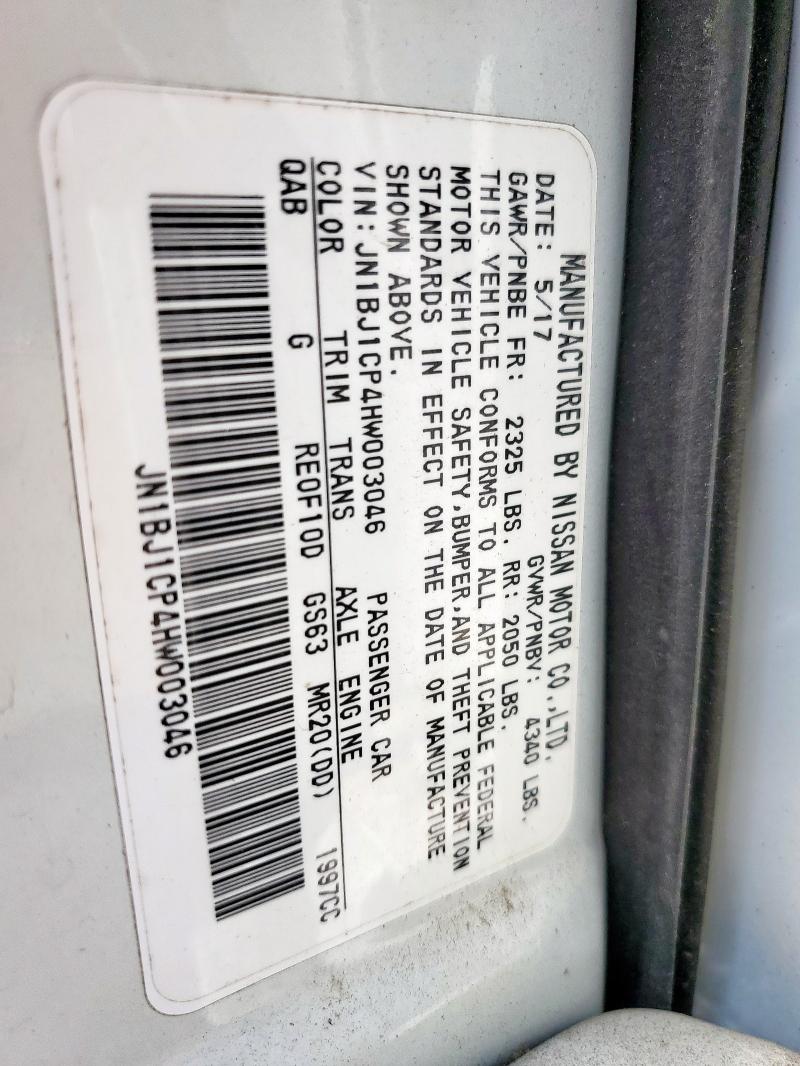 MANUFACTURED BY NISSAN MOTOR CO.,LTD.
DATE: 5/17 GVWR/PNBV: 4340 LBS.
GAWR/PNBE FR: 2325 LBS. RR: 2050 LBS.
THIS VEHICLE CONFORMS TO ALL APPLICABLE FEDERAL
MOTOR VEHICLE SAFETY,BUMPER,AND THEFT PREVENTION
STANDARDS IN EFFECT ON THE DATE OF MANUFACTURE
SHOWN ABOVE.
VIN:JN1BJ1CP4HW003046 PASSENGER CAR
COLOR TRIM TRANS AXLE ENGINE
QAB G RE0F10D GS63 MR20(DD) 1997CC
JN1BJ1CP4HW003046